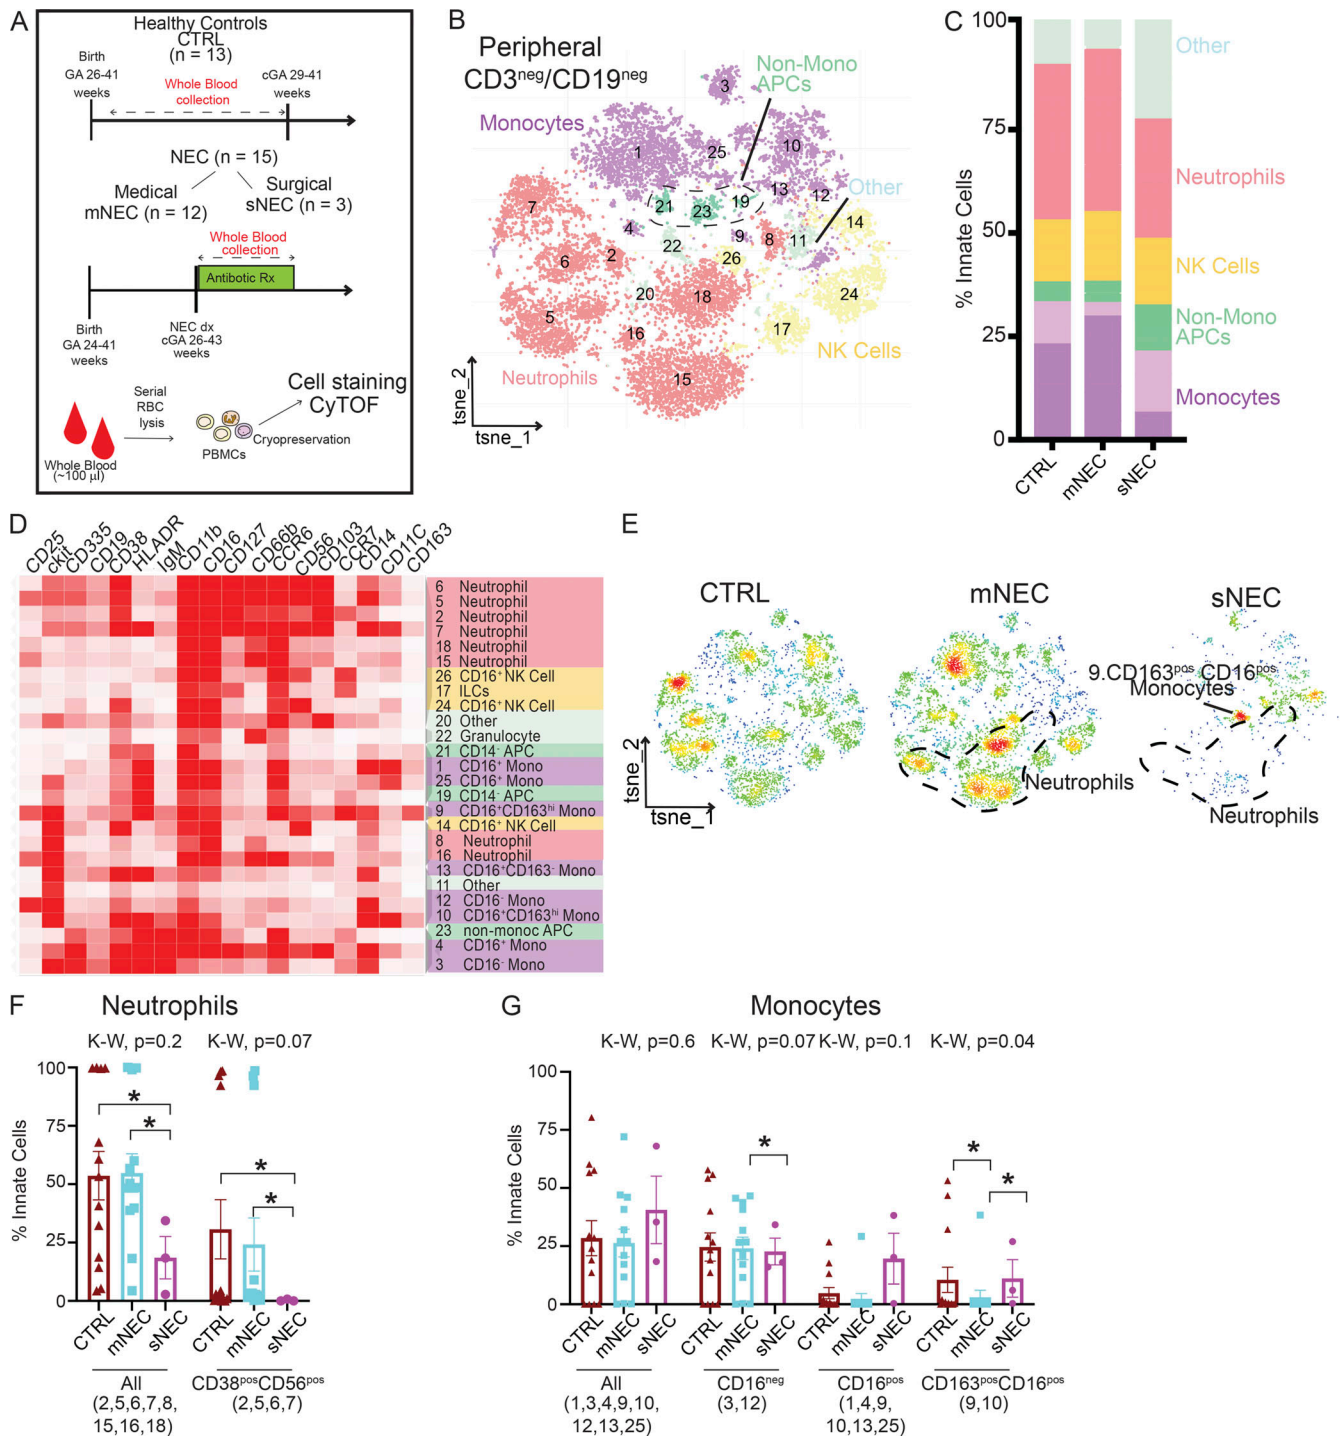 A
Healthy Controls
CTRL
(n = 13)
Birth
GA 26-41
weeks
Whole Blood
collection
cGA 29-41
weeks
NEC (n = 15)
Medical
mNEC (n = 12)
Surgical
sNEC (n = 3)
Whole Blood
collection
Antibotic Rx
Birth
GA 24-41
weeks
NEC dx
cGA 26-43
weeks
Whole Blood
(~100 µl)
Serial
RBC
lysis
PBMCs
Cryopreservation
Cell staining
CyTOF
B
Peripheral
CD3neg/CD19neg
Non-Mono
APCs
Monocytes
Other
NK Cells
Neutrophils
3
1
25
10
13
12
7
21
23
19
14
4
9
8
11
22
6
2
26
20
18
24
5
16
17
15
tsne_2
tsne_1
C
% Innate Cells
100
75
50
25
0
CTRL
mNEC
sNEC
Other
Neutrophils
NK Cells
Non-Mono
APCs
Monocytes
D
CD25
ckit
CD335
CD19
CD38
HLADR
IgM
CD11b
CD16
CD127
CD66b
CCR6
CD56
CD103
CCR7
CD14
CD11C
CD163
6 Neutrophil
5 Neutrophil
2 Neutrophil
7 Neutrophil
18 Neutrophil
15 Neutrophil
26 CD16+ NK Cell
17 ILCs
24 CD16+ NK Cell
20 Other
22 Granulocyte
21 CD14- APC
1 CD16+ Mono
25 CD16+ Mono
19 CD14- APC
9 CD16+CD163hi Mono
14 CD16+ NK Cell
8 Neutrophil
16 Neutrophil
13 CD16+CD163- Mono
11 Other
12 CD16- Mono
10 CD16+CD163hi Mono
23 non-monoc APC
4 CD16+ Mono
3 CD16- Mono
E
CTRL
mNEC
sNEC
9.CD163pos CD16pos
Monocytes
Neutrophils
Neutrophils
tsne_2
tsne_1
F
Neutrophils
K-W, p=0.2
K-W, p=0.07
% Innate Cells
100
75
50
25
0
*
*
*
*
CTRL
mNEC
sNEC
CTRL
mNEC
sNEC
All
(2,5,6,7,8,
15,16,18)
CD38posCD56pos
(2,5,6,7)
G
Monocytes
K-W, p=0.6
K-W, p=0.07
K-W, p=0.1
K-W, p=0.04
% Innate Cells
100
75
50
25
0
*
*
*
CTRL
mNEC
sNEC
CTRL
mNEC
sNEC
CTRL
mNEC
sNEC
CTRL
mNEC
sNEC
All
(1,3,4,9,10,
12,13,25)
CD16neg
(3,12)
CD16pos
(1,4,9,
10,13,25)
CD163posCD16pos
(9,10)